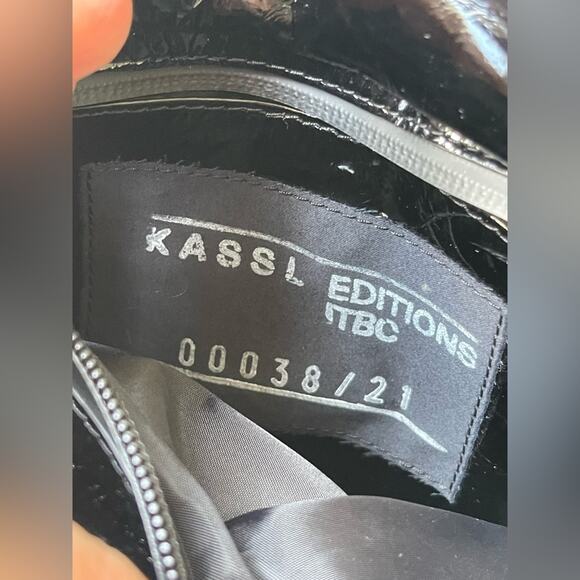 KASSL EDITIONS
ITBC
00038/21